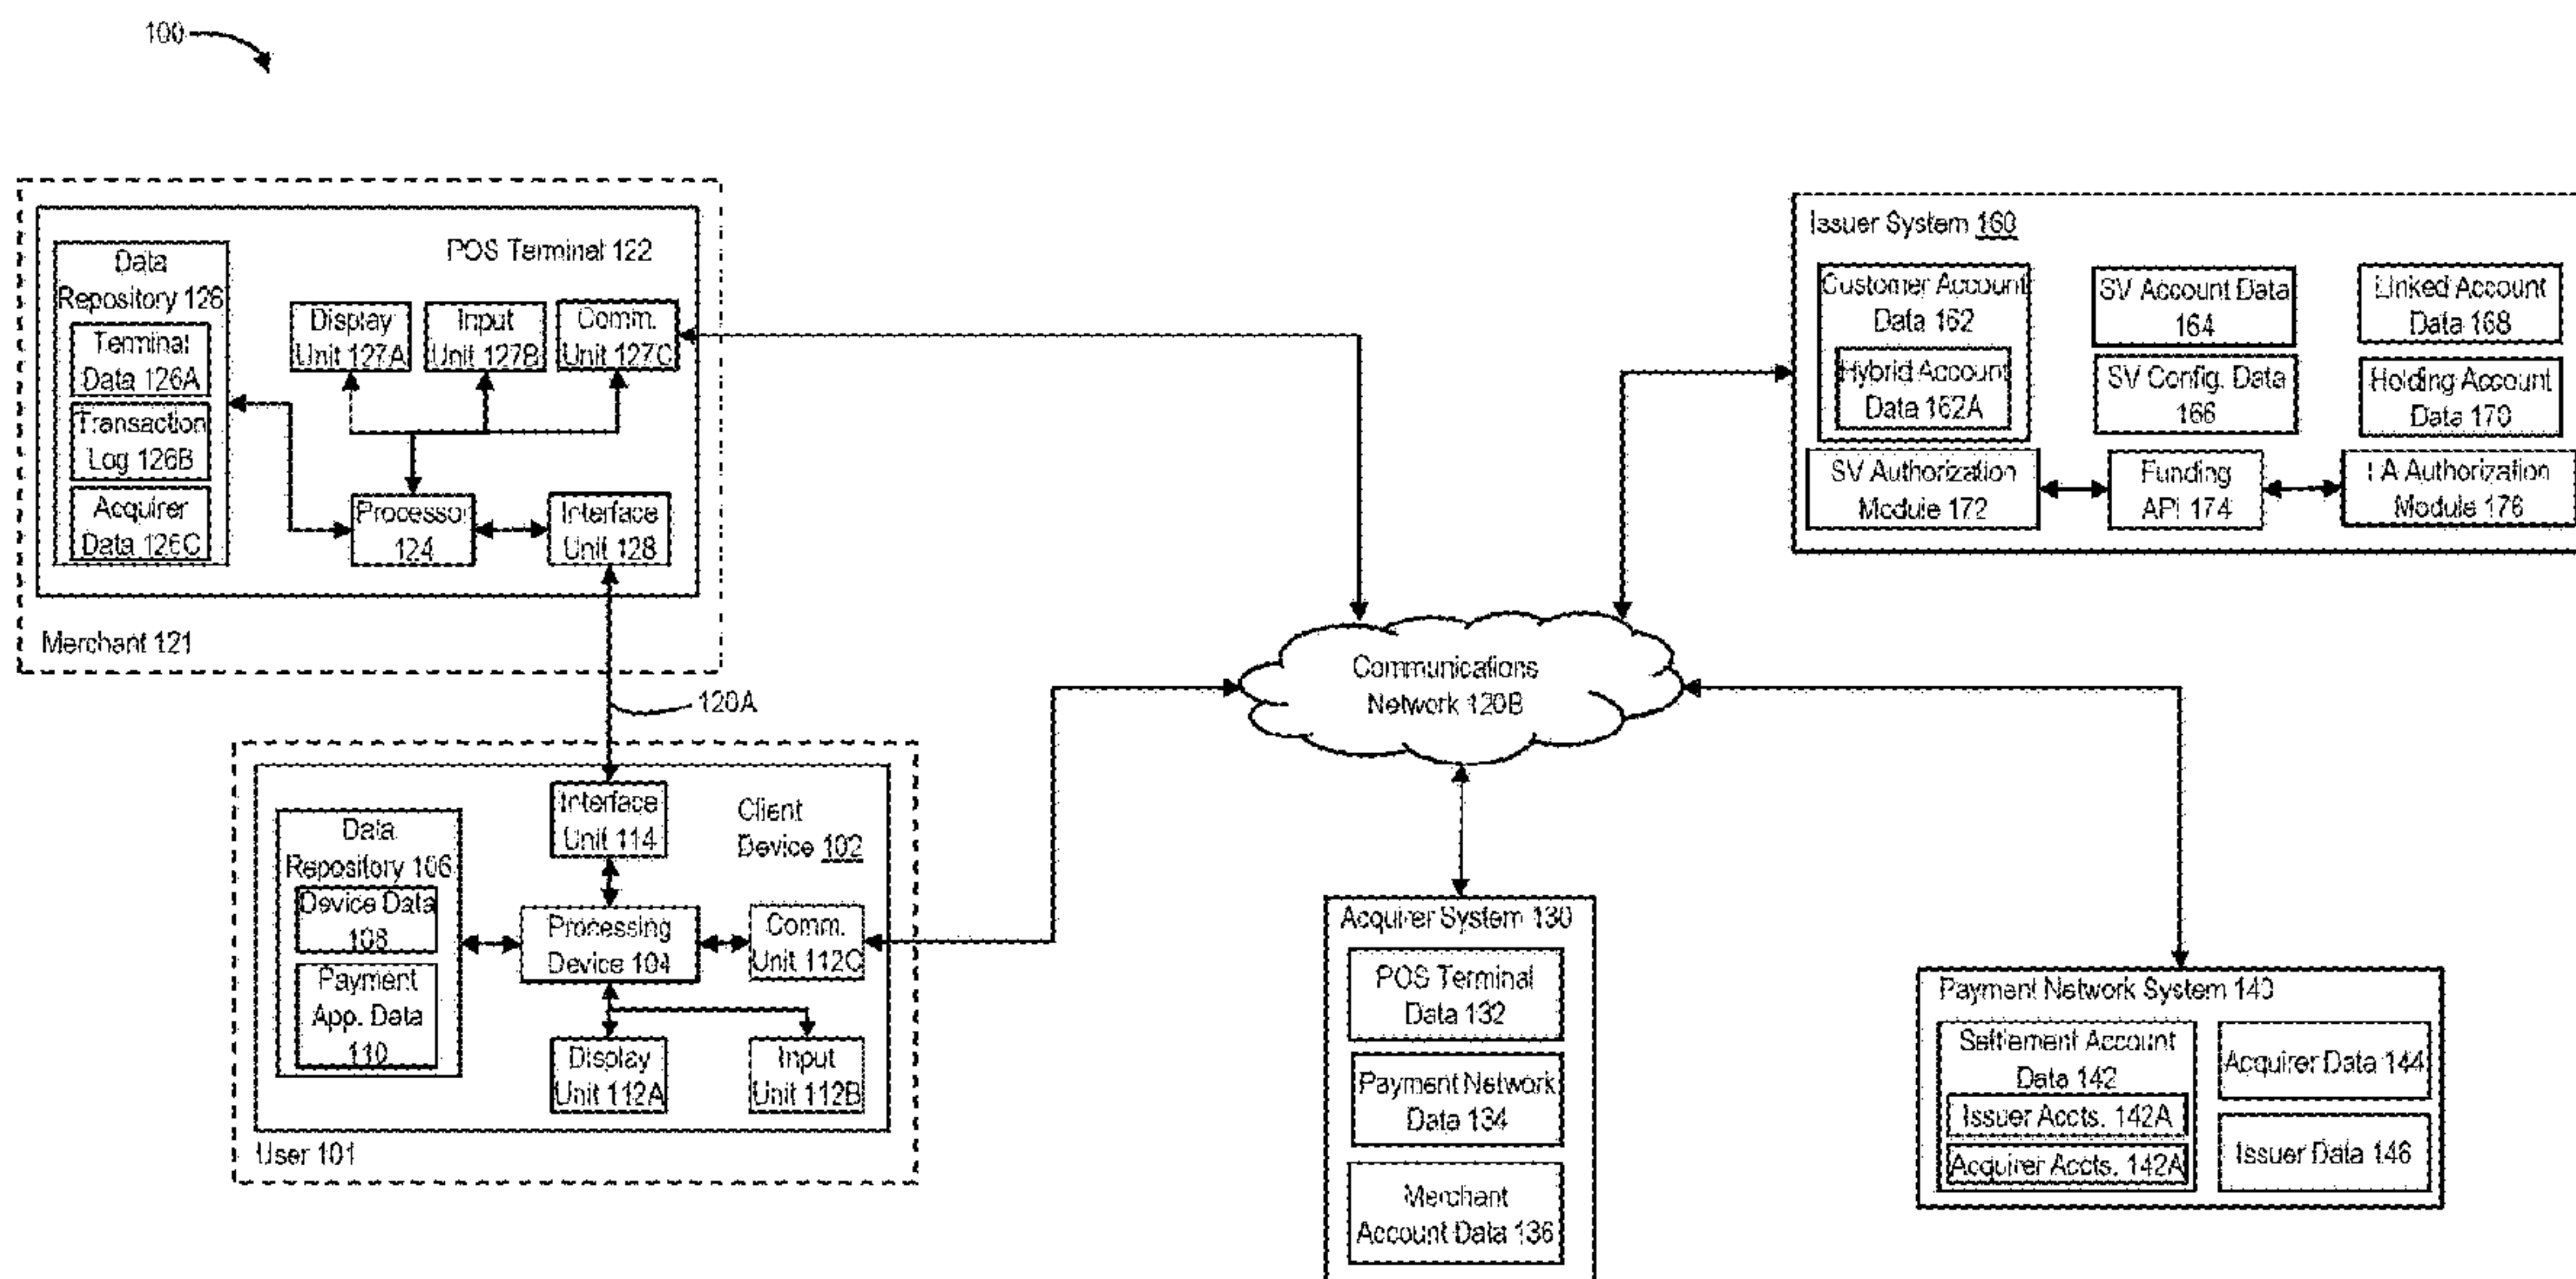 100
POS Terminal 122
Data
Repository 126
Terminal
Data 126A
Transaction
Log 126B
Acquirer
Data 126C
Display
Unit 127A
Input
Unit 127B
Comm.
Unit 127C
Processor
124
Interface
Unit 128
Merchant 121
120A
Interface
Unit 114
Client
Device 102
Data
Repository 106
Device Data
108
Payment
App. Data
110
Processing
Device 104
Comm.
Unit 112C
Display
Unit 112A
Input
Unit 112B
User 101
Communications
Network 120B
Issuer System 160
Customer Account
Data 162
Hybrid Account
Data 162A
SV Account Data
164
SV Config. Data
166
Linked Account
Data 168
Holding Account
Data 170
SV Authorization
Module 172
Funding
API 174
LA Authorization
Module 176
Acquirer System 130
POS Terminal
Data 132
Payment Network
Data 134
Merchant
Account Data 136
Payment Network System 140
Settlement Account
Data 142
Issuer Accts. 142A
Acquirer Accts. 142A
Acquirer Data 144
Issuer Data 146